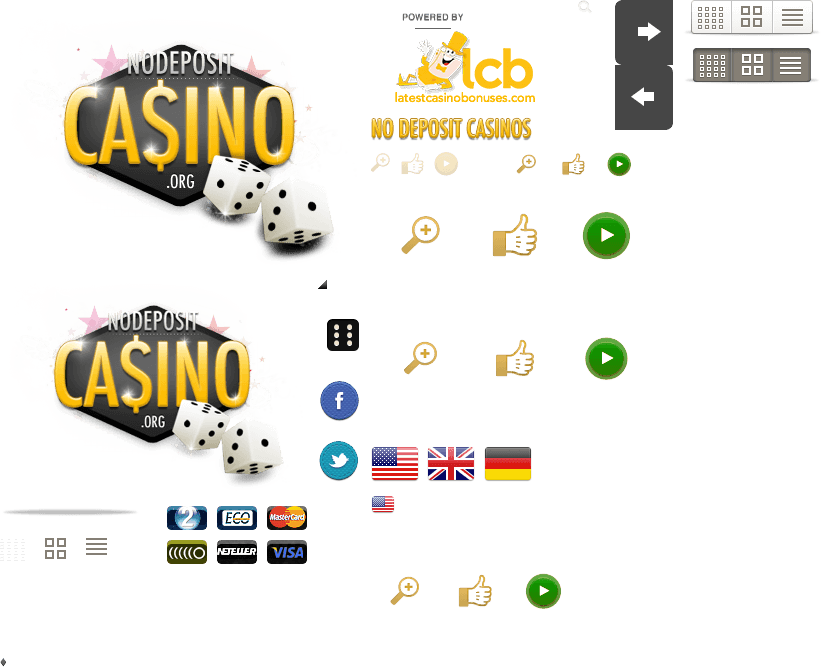 NODEPOSIT
CA$INO
.ORG
POWERED BY
lcb
latestcasinobonuses.com
NO DEPOSIT CASINOS
NODEPOSIT
CA$INO
.ORG
f
2
ECO
MasterCard
NETELLER
VISA